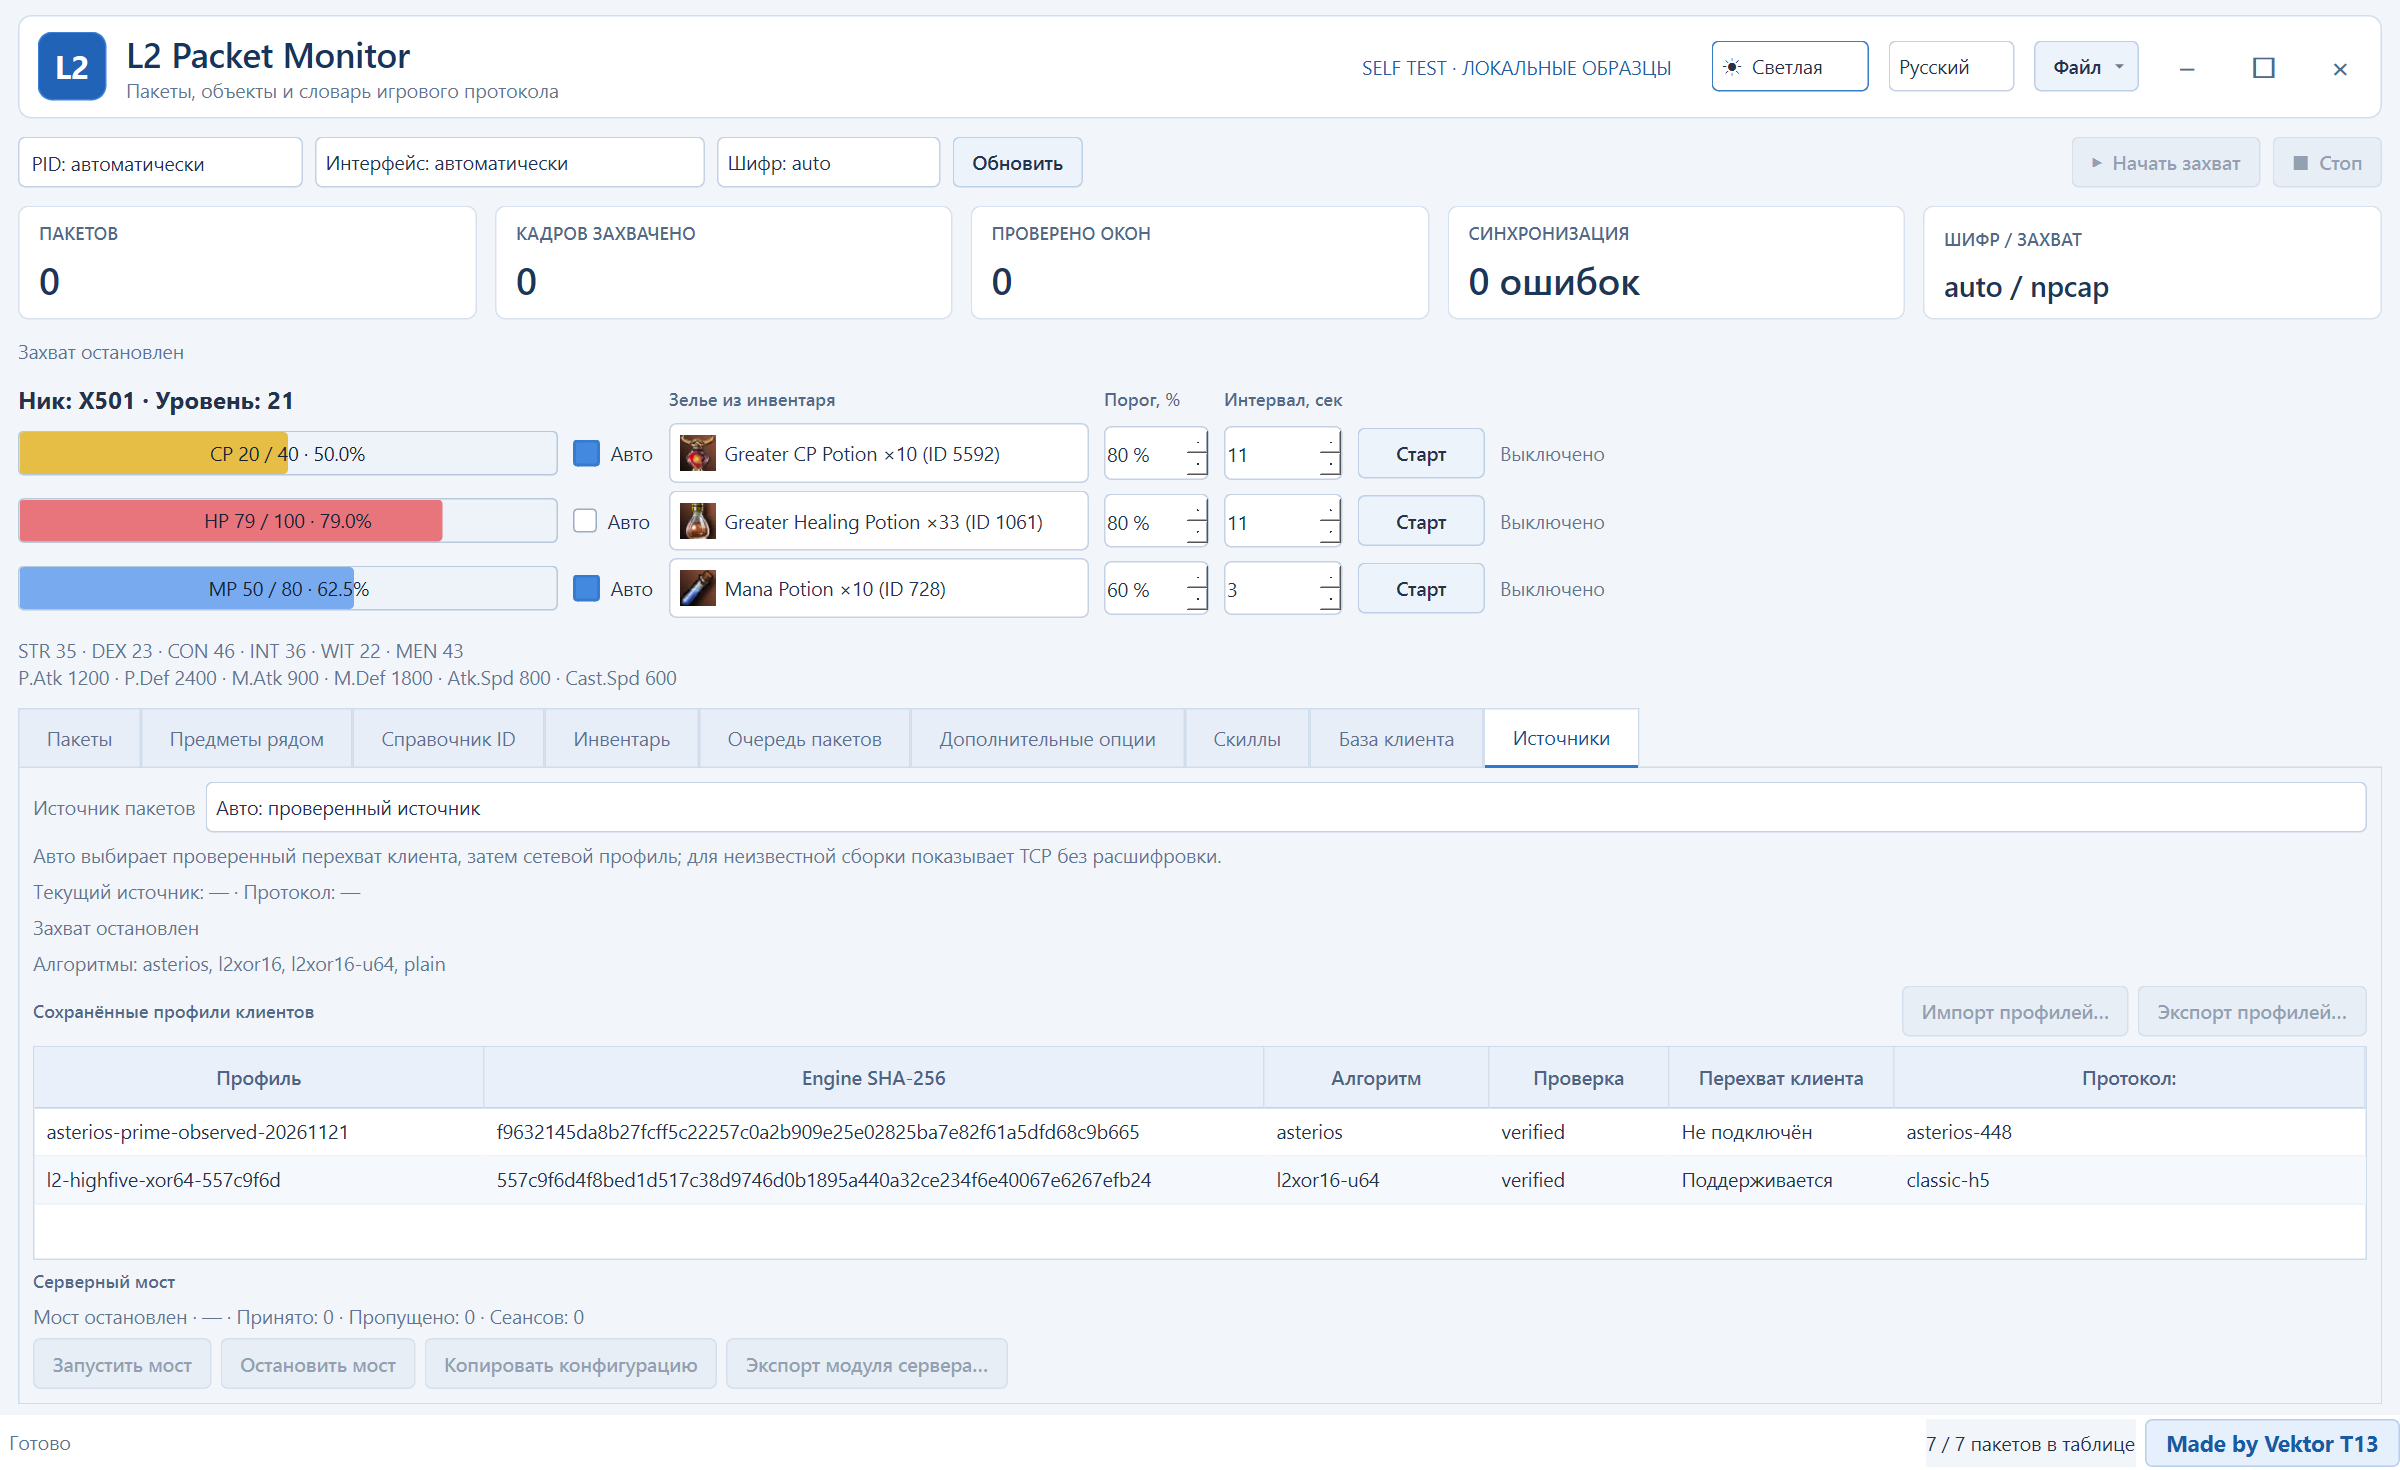 L2
L2 Packet Monitor
Пакеты, объекты и словарь игрового протокола
SELF TEST · ЛОКАЛЬНЫЕ ОБРАЗЦЫ
Светлая
Русский
Файл
PID: автоматически
Интерфейс: автоматически
Шифр: auto
Обновить
Начать захват
Стоп
ПАКЕТОВ
0
КАДРОВ ЗАХВАЧЕНО
0
ПРОВЕРЕНО ОКОН
0
СИНХРОНИЗАЦИЯ
0 ошибок
ШИФР / ЗАХВАТ
auto / npcap
Захват остановлен
Ник: X501 · Уровень: 21
Зелье из инвентаря
Порог, %
Интервал, сек
CP 20 / 40 · 50.0%
Авто
Greater CP Potion ×10 (ID 5592)
80 %
11
Старт
Выключено
HP 79 / 100 · 79.0%
Авто
Greater Healing Potion ×33 (ID 1061)
80 %
11
Старт
Выключено
MP 50 / 80 · 62.5%
Авто
Mana Potion ×10 (ID 728)
60 %
3
Старт
Выключено
STR 35 · DEX 23 · CON 46 · INT 36 · WIT 22 · MEN 43
P.Atk 1200 · P.Def 2400 · M.Atk 900 · M.Def 1800 · Atk.Spd 800 · Cast.Spd 600
Пакеты
Предметы рядом
Справочник ID
Инвентарь
Очередь пакетов
Дополнительные опции
Скиллы
База клиента
Источники
Источник пакетов
Авто: проверенный источник
Авто выбирает проверенный перехват клиента, затем сетевой профиль; для неизвестной сборки показывает TCP без расшифровки.
Текущий источник: — · Протокол: —
Захват остановлен
Алгоритмы: asterios, l2xor16, l2xor16-u64, plain
Сохранённые профили клиентов
Импорт профилей...
Экспорт профилей...
Профиль
Engine SHA-256
Алгоритм
Проверка
Перехват клиента
Протокол:
asterios-prime-observed-20261121
f9632145da8b27fcff5c22257c0a2b909e25e02825ba7e82f61a5dfd68c9b665
asterios
verified
Не подключён
asterios-448
l2-highfive-xor64-557c9f6d
557c9f6d4f8bed1d517c38d9746d0b1895a440a32ce234f6e40067e6267efb24
l2xor16-u64
verified
Поддерживается
classic-h5
Серверный мост
Мост остановлен · — · Принято: 0 · Пропущено: 0 · Сеансов: 0
Запустить мост
Остановить мост
Копировать конфигурацию
Экспорт модуля сервера...
Готово
7 / 7 пакетов в таблице
Made by Vektor T13